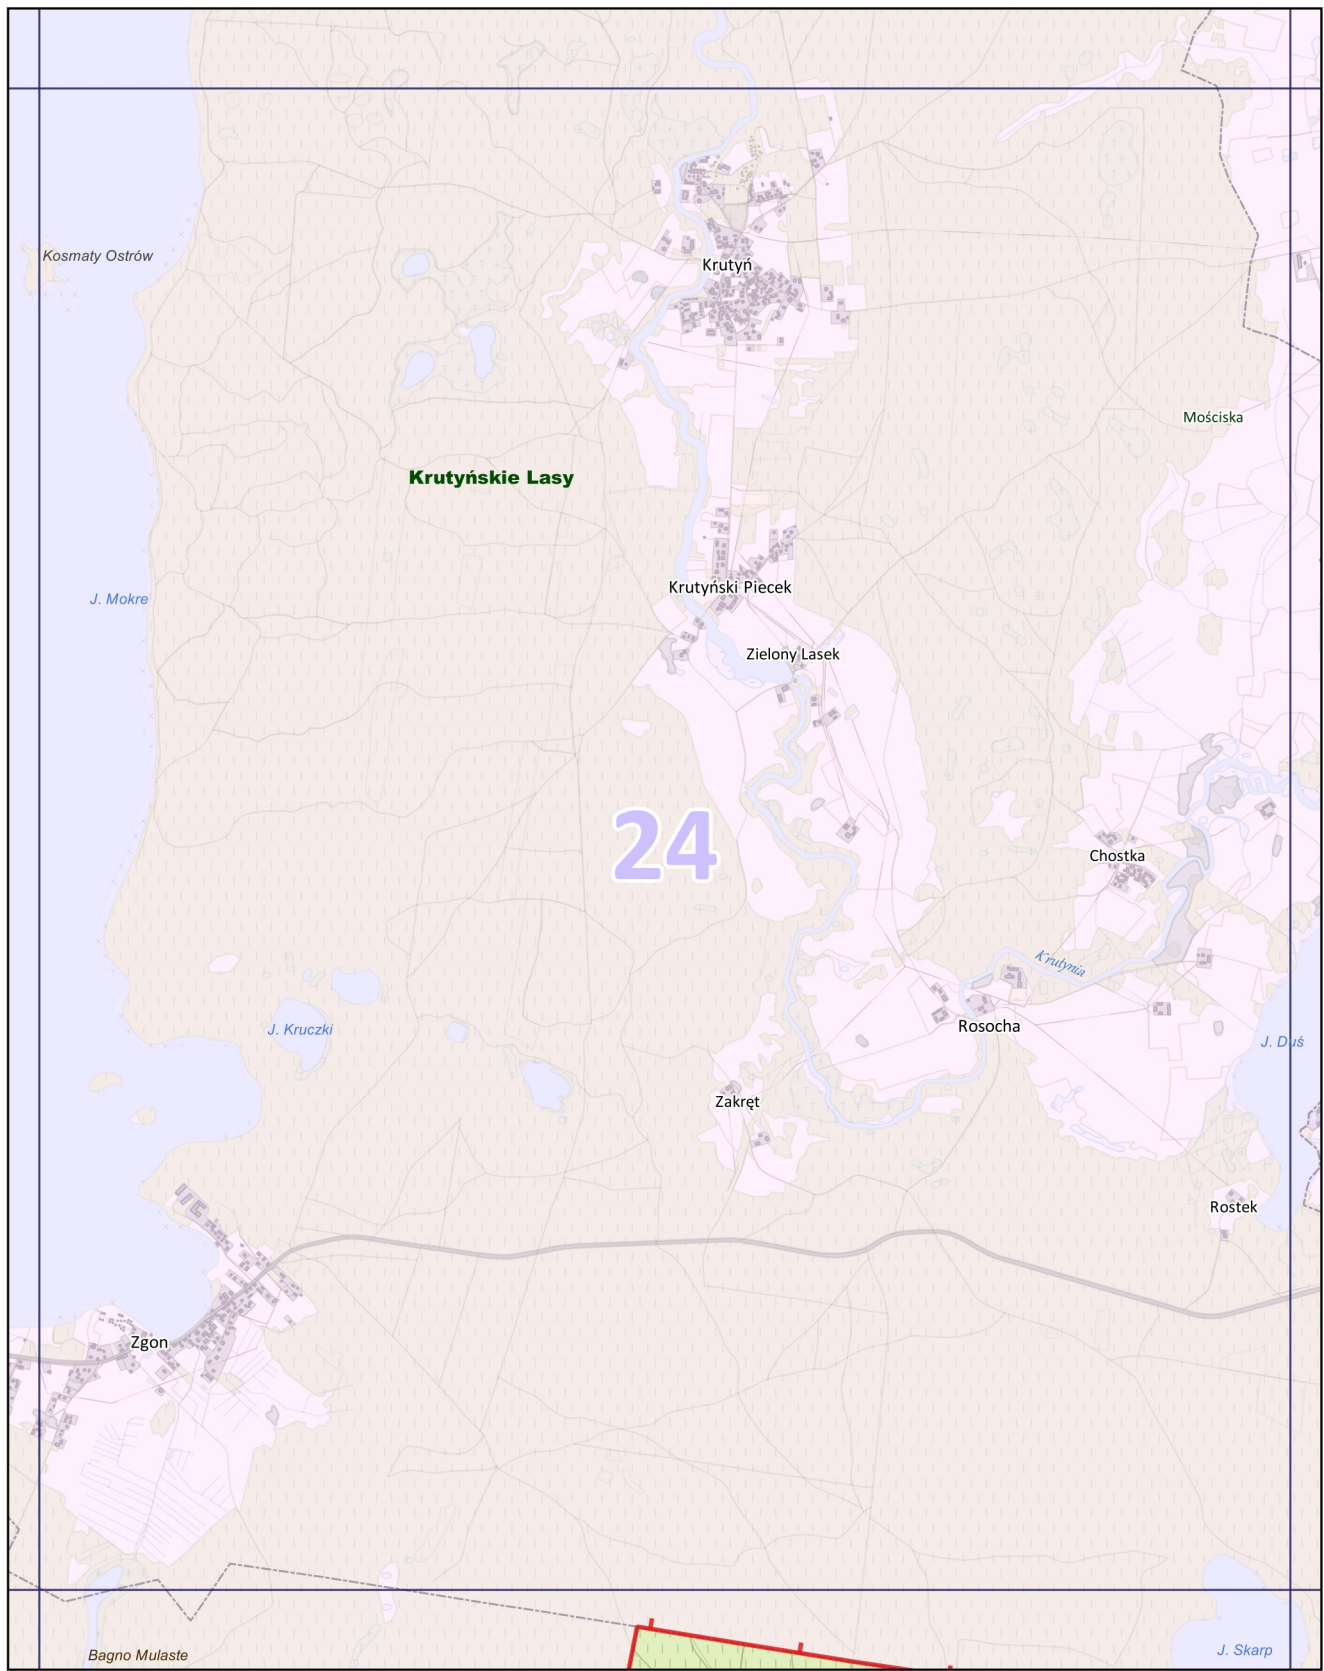 Kosmaty Ostrów
Krutyń
Mościska
Krutyńskie Lasy
Krutyński Piecek
J. Mokre
Zielony Lasek
24
Chostka
Krutynia
Rosocha
J. Kruczki
J. Duś
Zakręt
Rostek
Zgon
J. Skarp
Bagno Mulaste